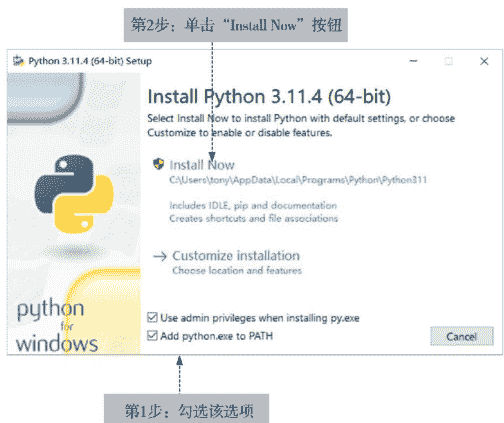 第2步：单击“Install Now”按钮
Python 3.11.4 (64-bit) Setup
Install Python 3.11.4 (64-bit)
Select Install Now to install Python with default settings, or choose
Customize to enable or disable features.
Install Now
C:\Users\tony\AppData\Local\Programs\Python\Python311
Includes IDLE, pip and documentation
Creates shortcuts and file associations
Customize installation
Choose location and features
python
for
windows
Use admin privileges when installing py.exe
Add python.exe to PATH
Cancel
第1步：勾选该选项